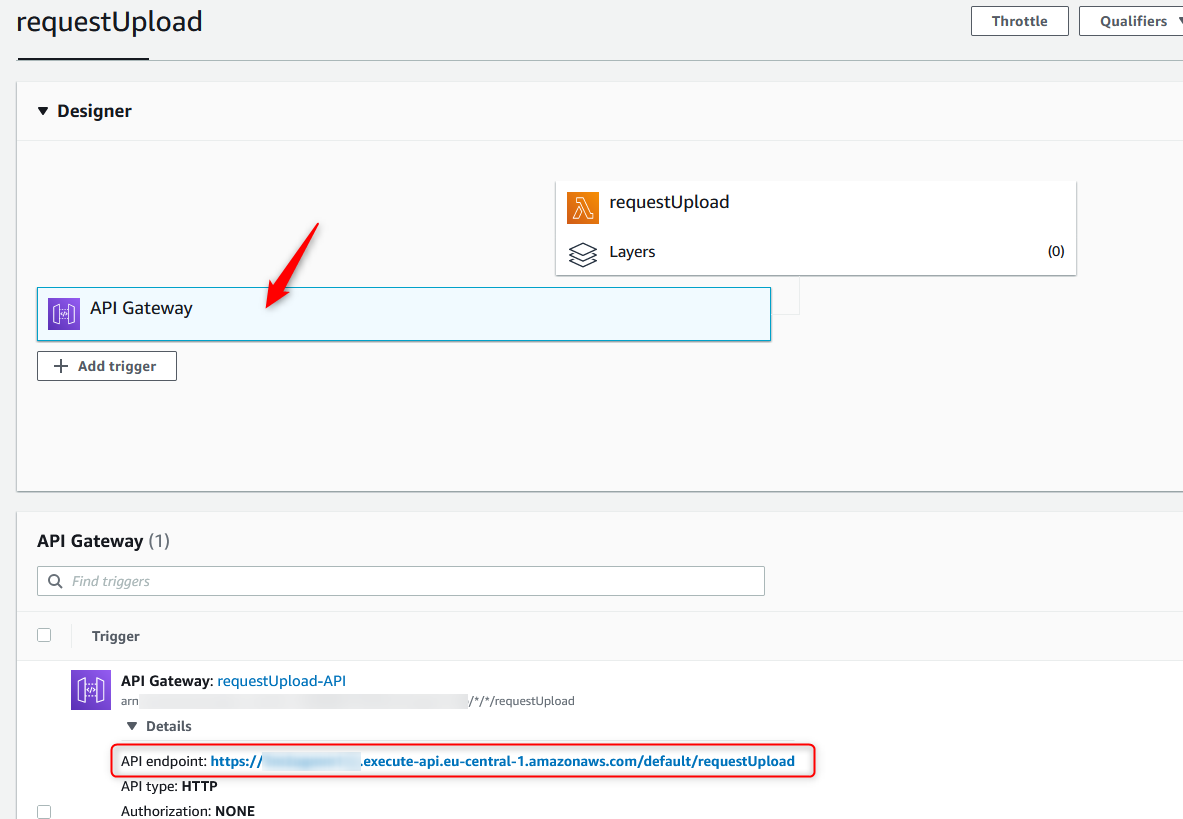 requestUpload
Throttle
Qualifiers
Designer
requestUpload
Layers
(0)
API Gateway
Add trigger
API Gateway (1)
Find triggers
Trigger
API Gateway: requestUpload-API
arn /*/*/requestUpload
Details
API endpoint: https:// .execute-api.eu-central-1.amazonaws.com/default/requestUpload
API type: HTTP
Authorization: NONE